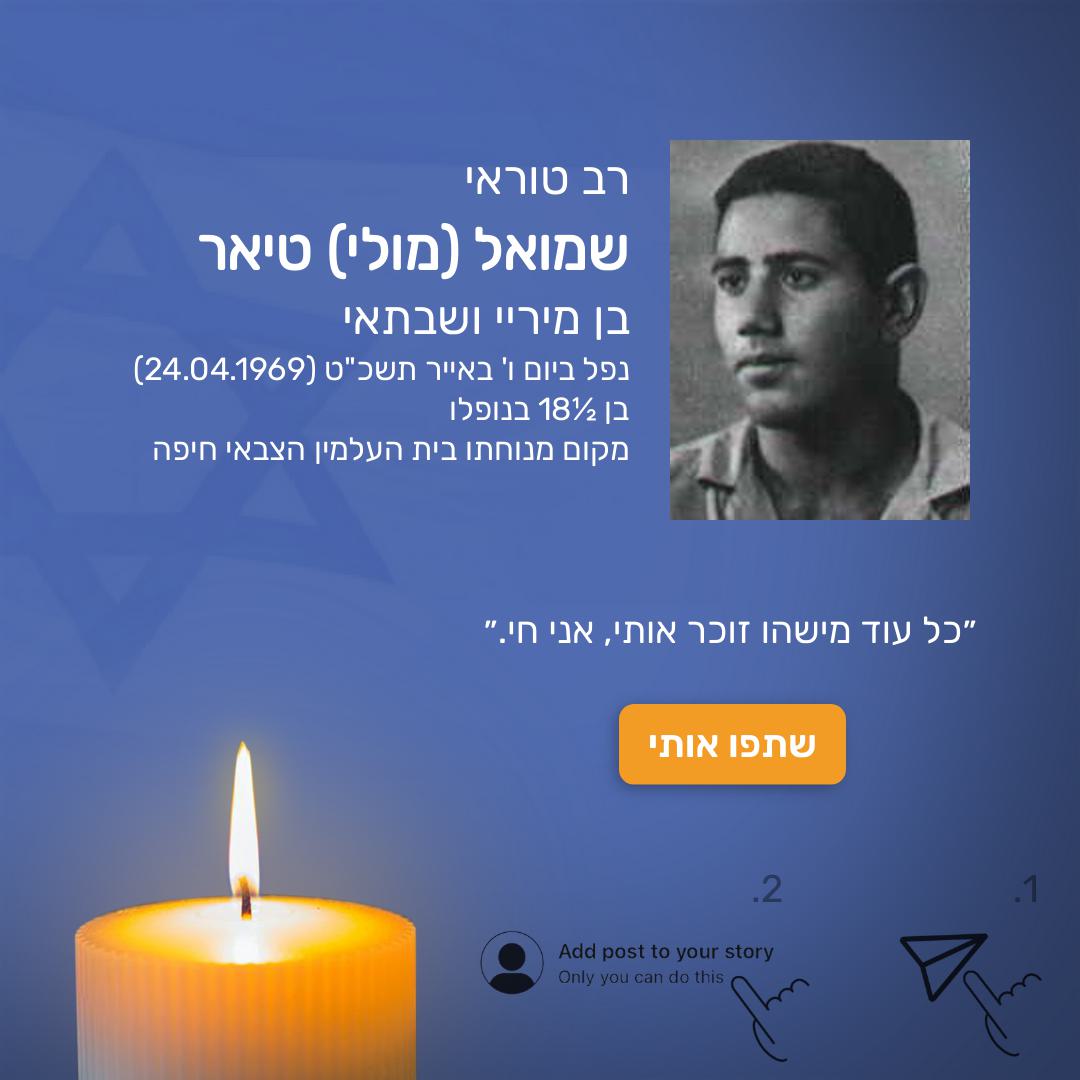 רב טוראי
שמואל (מולי) טיאר
בן מיריי ושבתאי
נפל ביום ו' באייר תשכ"ט (24.04.1969)
בן 18½ בנופלו
מקום מנוחתו בית העלמין הצבאי חיפה
״כל עוד מישהו זוכר אותי, אני חי.״
שתפו אותי
1.
2.
Add post to your story
Only you can do this